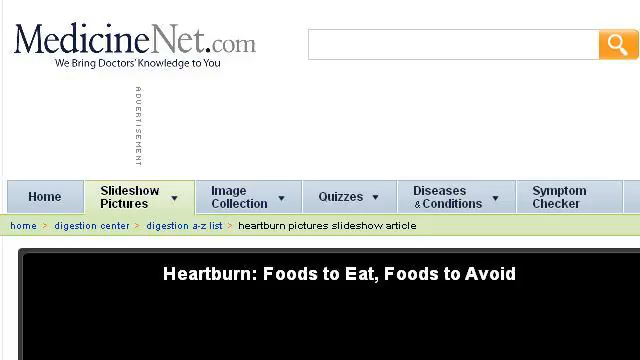 MedicineNet.com
We Bring Doctors' Knowledge to You
ADVERTISEMENT
Home
Slideshow
Pictures
Image
Collection
Quizzes
Diseases
& Conditions
Symptom
Checker
home > digestion center > digestion a-z list > heartburn pictures slideshow article
Heartburn: Foods to Eat, Foods to Avoid